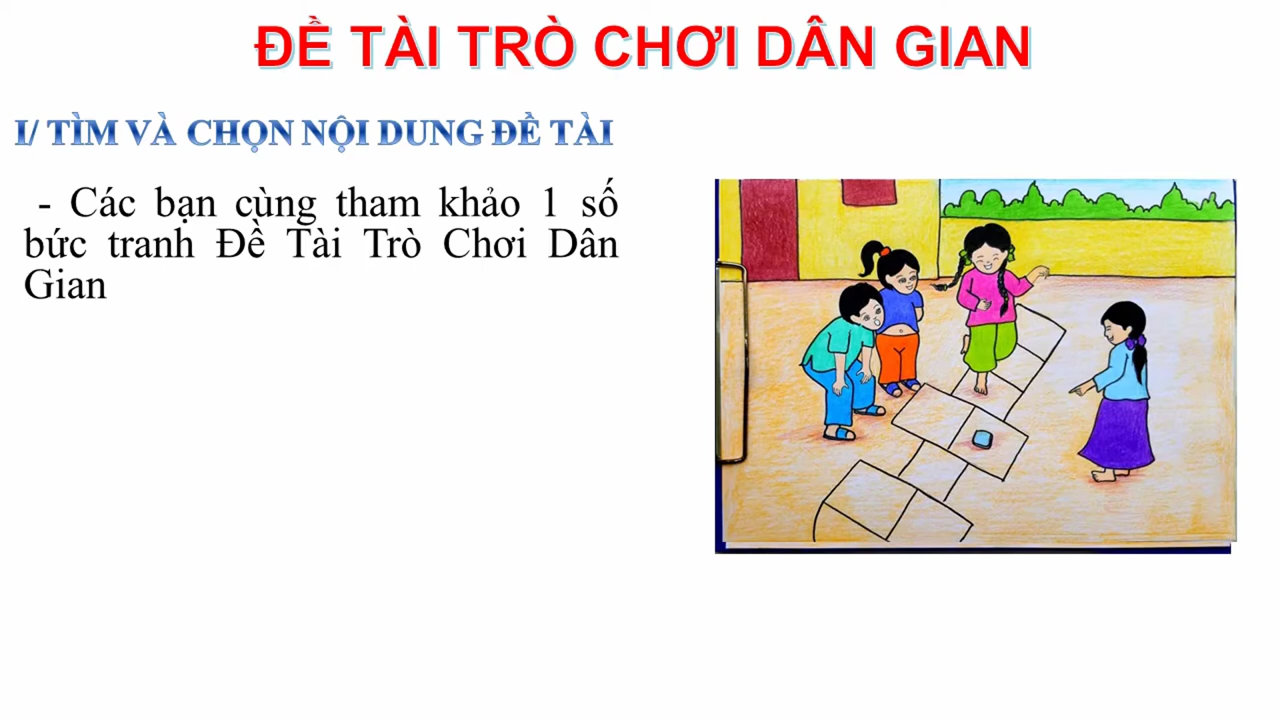 ĐỀ TÀI TRÒ CHƠI DÂN GIAN
I/ TÌM VÀ CHỌN NỘI DUNG ĐỀ TÀI
- Các bạn cùng tham khảo 1 số
bức tranh Đề Tài Trò Chơi Dân
Gian